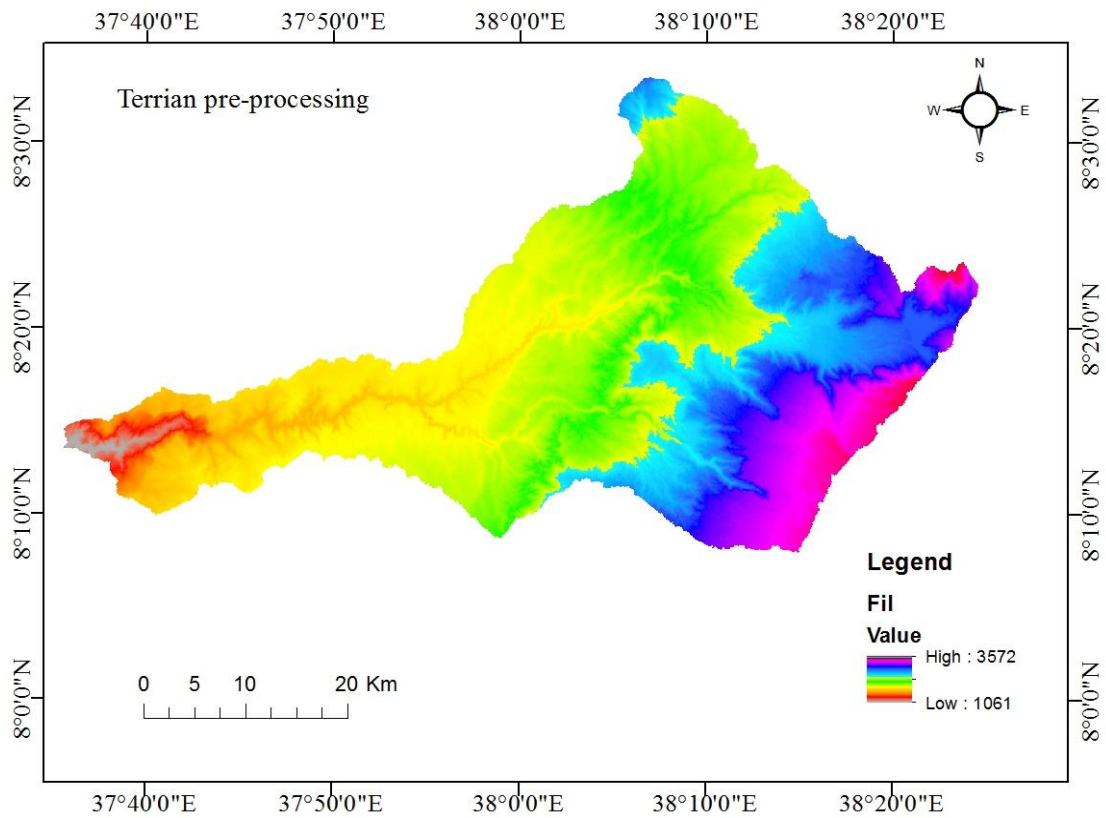 37°40'0"E 37°50'0"E 38°0'0"E 38°10'0"E 38°20'0"E
Terrian pre-processing
N
W E
S
8°30'0"N 8°30'0"N
8°20'0"N 8°20'0"N
8°10'0"N 8°10'0"N
Legend
Fil
Value
High : 3572
Low : 1061
0 5 10 20 Km
8°0'0"N 8°0'0"N
37°40'0"E 37°50'0"E 38°0'0"E 38°10'0"E 38°20'0"E